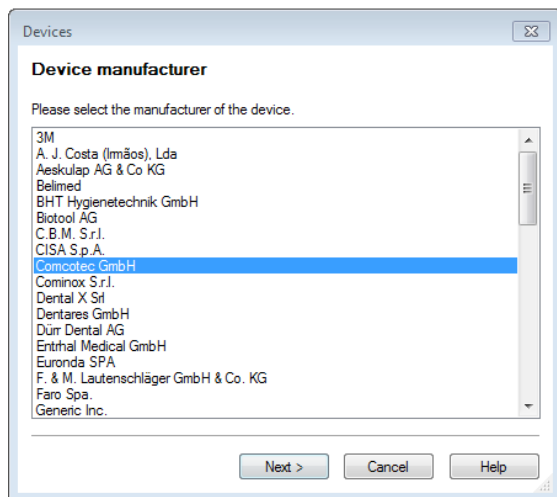 Devices
Device manufacturer
Please select the manufacturer of the device.
3M
A. J. Costa (Irmãos), Lda
Aeskulap AG & Co KG
Belimed
BHT Hygienetechnik GmbH
Biotool AG
C.B.M. S.r.l.
CISA S.p.A.
Comcotec GmbH
Cominox S.r.l.
Dental X Srl
Dentares GmbH
Dürr Dental AG
Entrhal Medical GmbH
Euronda SPA
F. & M. Lautenschläger GmbH & Co. KG
Faro Spa.
Generic Inc.
Next >
Cancel
Help